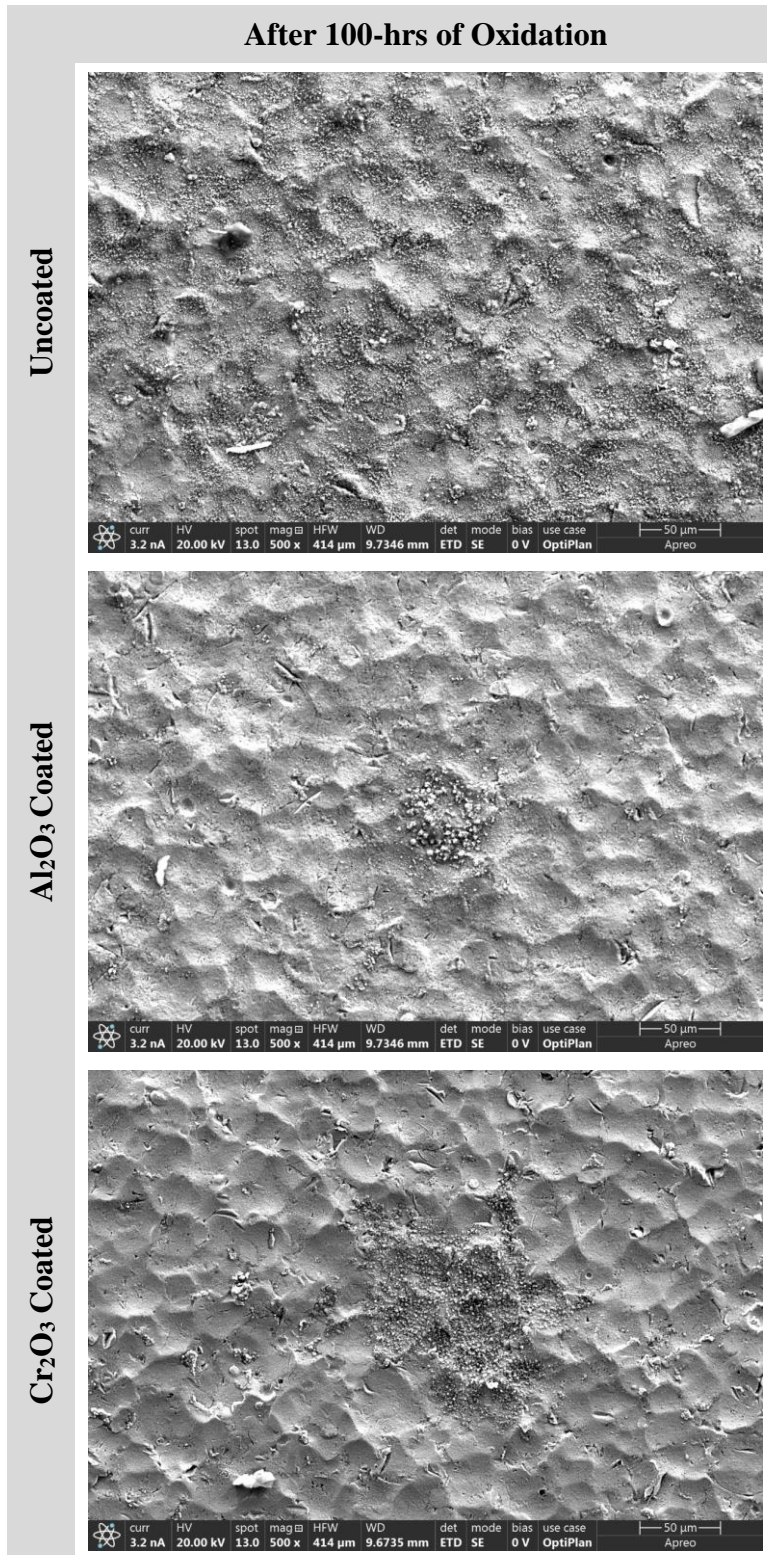 After 100-hrs of Oxidation
Uncoated
curr HV spot mag HFW WD det mode bias use case 50 µm
3.2 nA 20.00 kV 13.0 500 x 414 µm 9.7346 mm ETD SE 0 V OptiPlan Apreo
Al₂O₃ Coated
curr HV spot mag HFW WD det mode bias use case 50 µm
3.2 nA 20.00 kV 13.0 500 x 414 µm 9.7346 mm ETD SE 0 V OptiPlan Apreo
Cr₂O₃ Coated
curr HV spot mag HFW WD det mode bias use case 50 µm
3.2 nA 20.00 kV 13.0 500 x 414 µm 9.6735 mm ETD SE 0 V OptiPlan Apreo